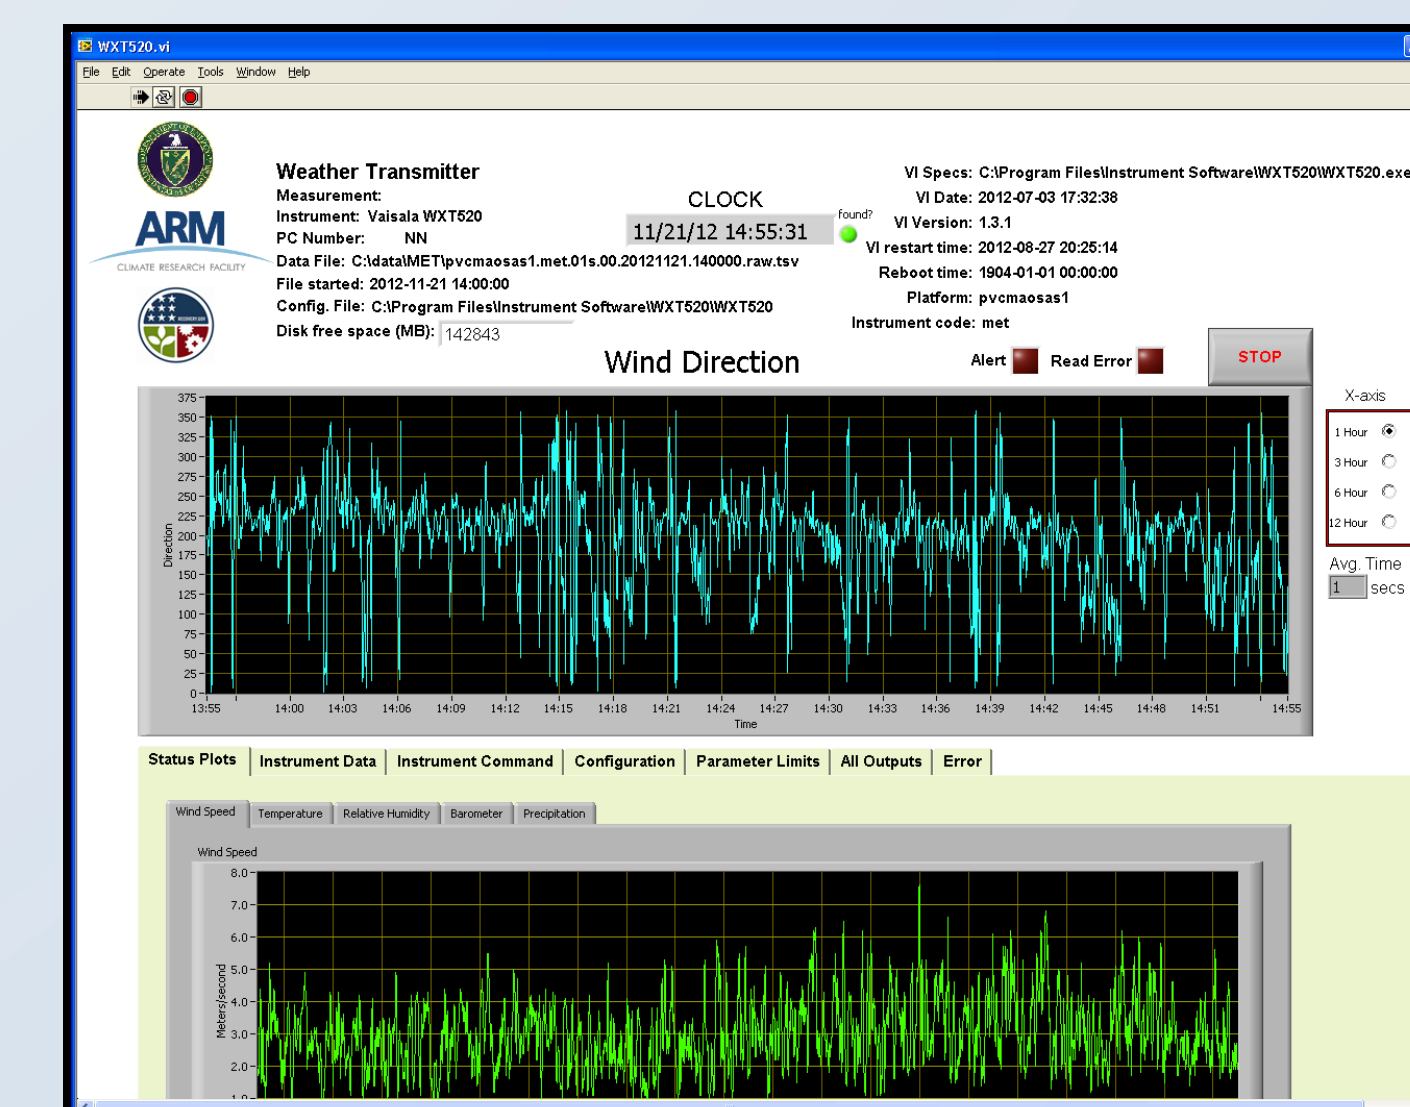 WXT520.vi
File Edit Operate Tools Window Help
Weather Transmitter
Measurement:
Instrument: Vaisala WXT520
PC Number: NN
Data File: C:\data\MET\pvcmaosas1.met.01s.00.20121121.140000.raw.tsv
File started: 2012-11-21 14:00:00
Config. File: C:\Program Files\Instrument Software\WXT520\WXT520
Disk free space (MB): 142843
CLOCK
11/21/12 14:55:31
found?
VI Specs: C:\Program Files\Instrument Software\WXT520\WXT520.exe
VI Date: 2012-07-03 17:32:38
VI Version: 1.3.1
VI restart time: 2012-08-27 20:25:14
Reboot time: 1904-01-01 00:00:00
Platform: pvcmaosas1
Instrument code: met
ARM
CLIMATE RESEARCH FACILITY
RECOVERY.GOV
Wind Direction
Alert
Read Error
STOP
375
350
325
300
275
250
225
200
175
150
125
100
75
50
25
0
Direction
13:55 14:00 14:03 14:06 14:09 14:12 14:15 14:18 14:21 14:24 14:27 14:30 14:33 14:36 14:39 14:42 14:45 14:48 14:51 14:55
Time
X-axis
1 Hour
3 Hour
6 Hour
12 Hour
Avg. Time
1 secs
Status Plots Instrument Data Instrument Command Configuration Parameter Limits All Outputs Error
Wind Speed Temperature Relative Humidity Barometer Precipitation
Wind Speed
8.0
7.0
6.0
5.0
4.0
3.0
2.0
1.0
Meters/second